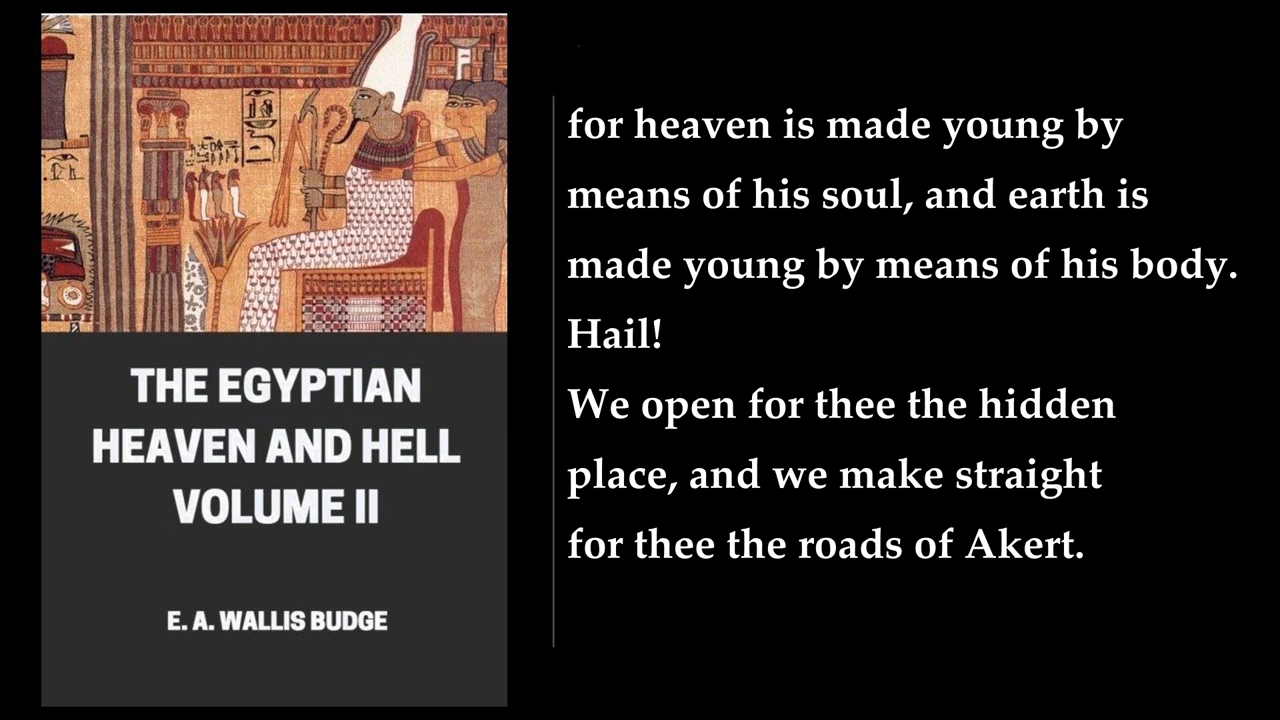 THE EGYPTIAN
HEAVEN AND HELL
VOLUME II
E. A. WALLIS BUDGE
for heaven is made young by
means of his soul, and earth is
made young by means of his body.
Hail!
We open for thee the hidden
place, and we make straight
for thee the roads of Akert.